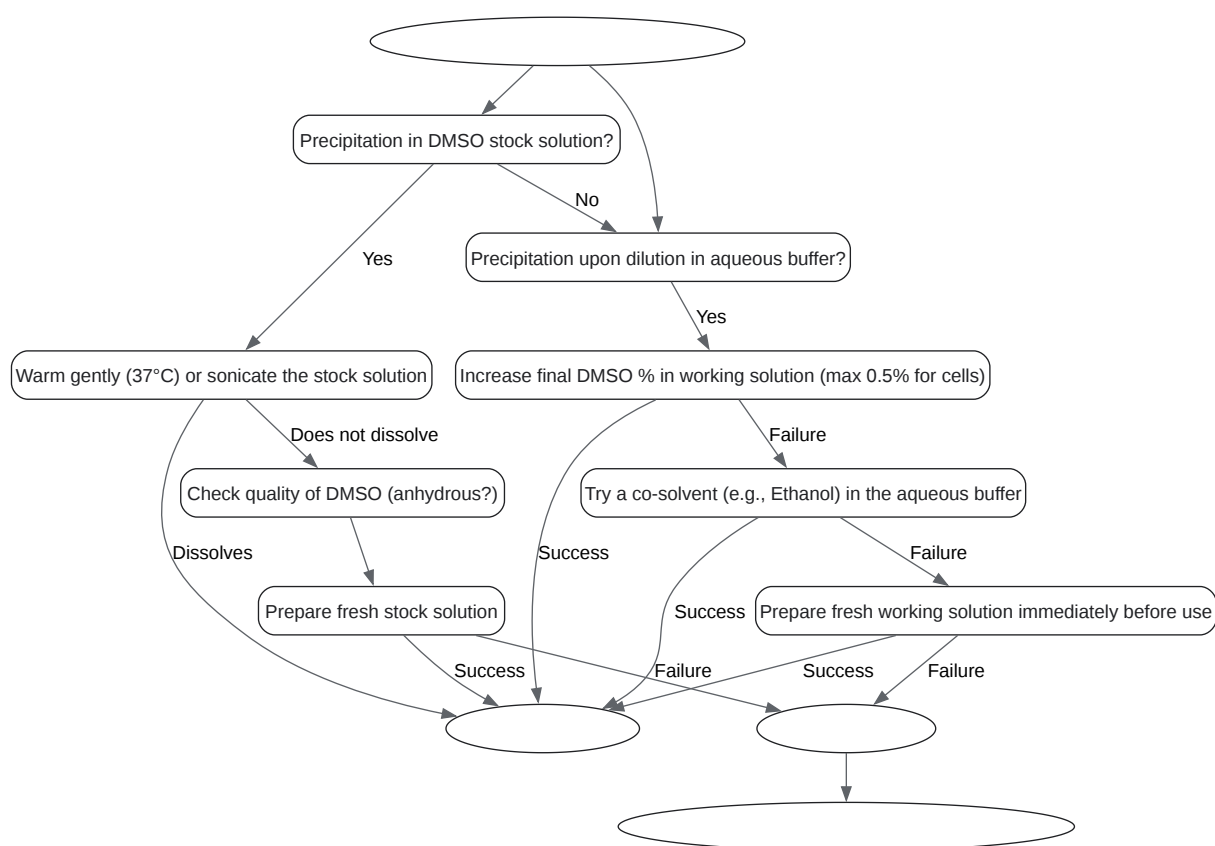 Precipitation in DMSO stock solution?
No
Precipitation upon dilution in aqueous buffer?
Yes
Yes
Warm gently (37°C) or sonicate the stock solution
Increase final DMSO % in working solution (max 0.5% for cells)
Does not dissolve
Failure
Check quality of DMSO (anhydrous?)
Try a co-solvent (e.g., Ethanol) in the aqueous buffer
Dissolves
Success
Failure
Prepare fresh stock solution
Success
Prepare fresh working solution immediately before use
Success
Failure
Success
Failure